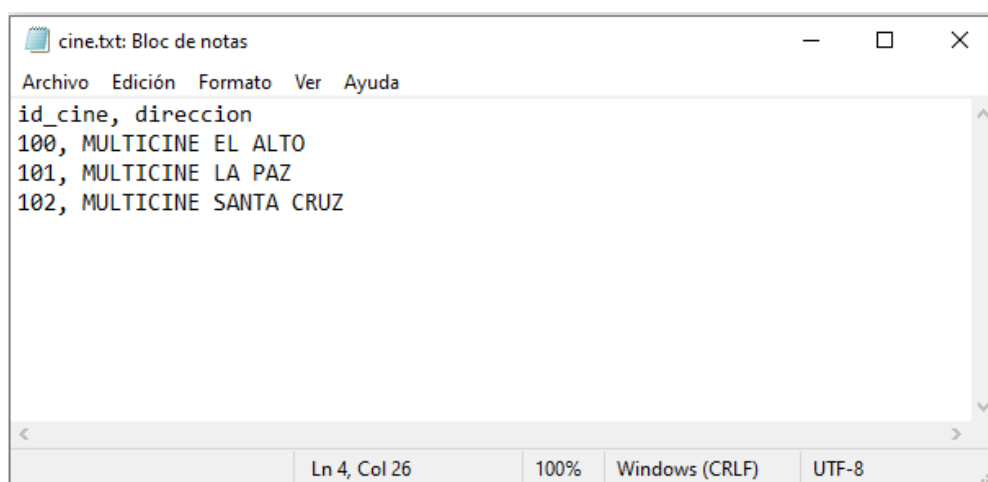 cine.txt: Bloc de notas
Archivo Edición Formato Ver Ayuda
id_cine, direccion
100, MULTICINE EL ALTO
101, MULTICINE LA PAZ
102, MULTICINE SANTA CRUZ
Ln 4, Col 26 100% Windows (CRLF) UTF-8